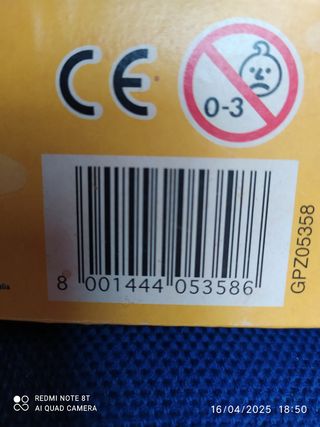 CE
0-3
8 001444 053586
GPZ05358
REDMI NOTE 8T
AI QUAD CAMERA
16/04/2025 18:50